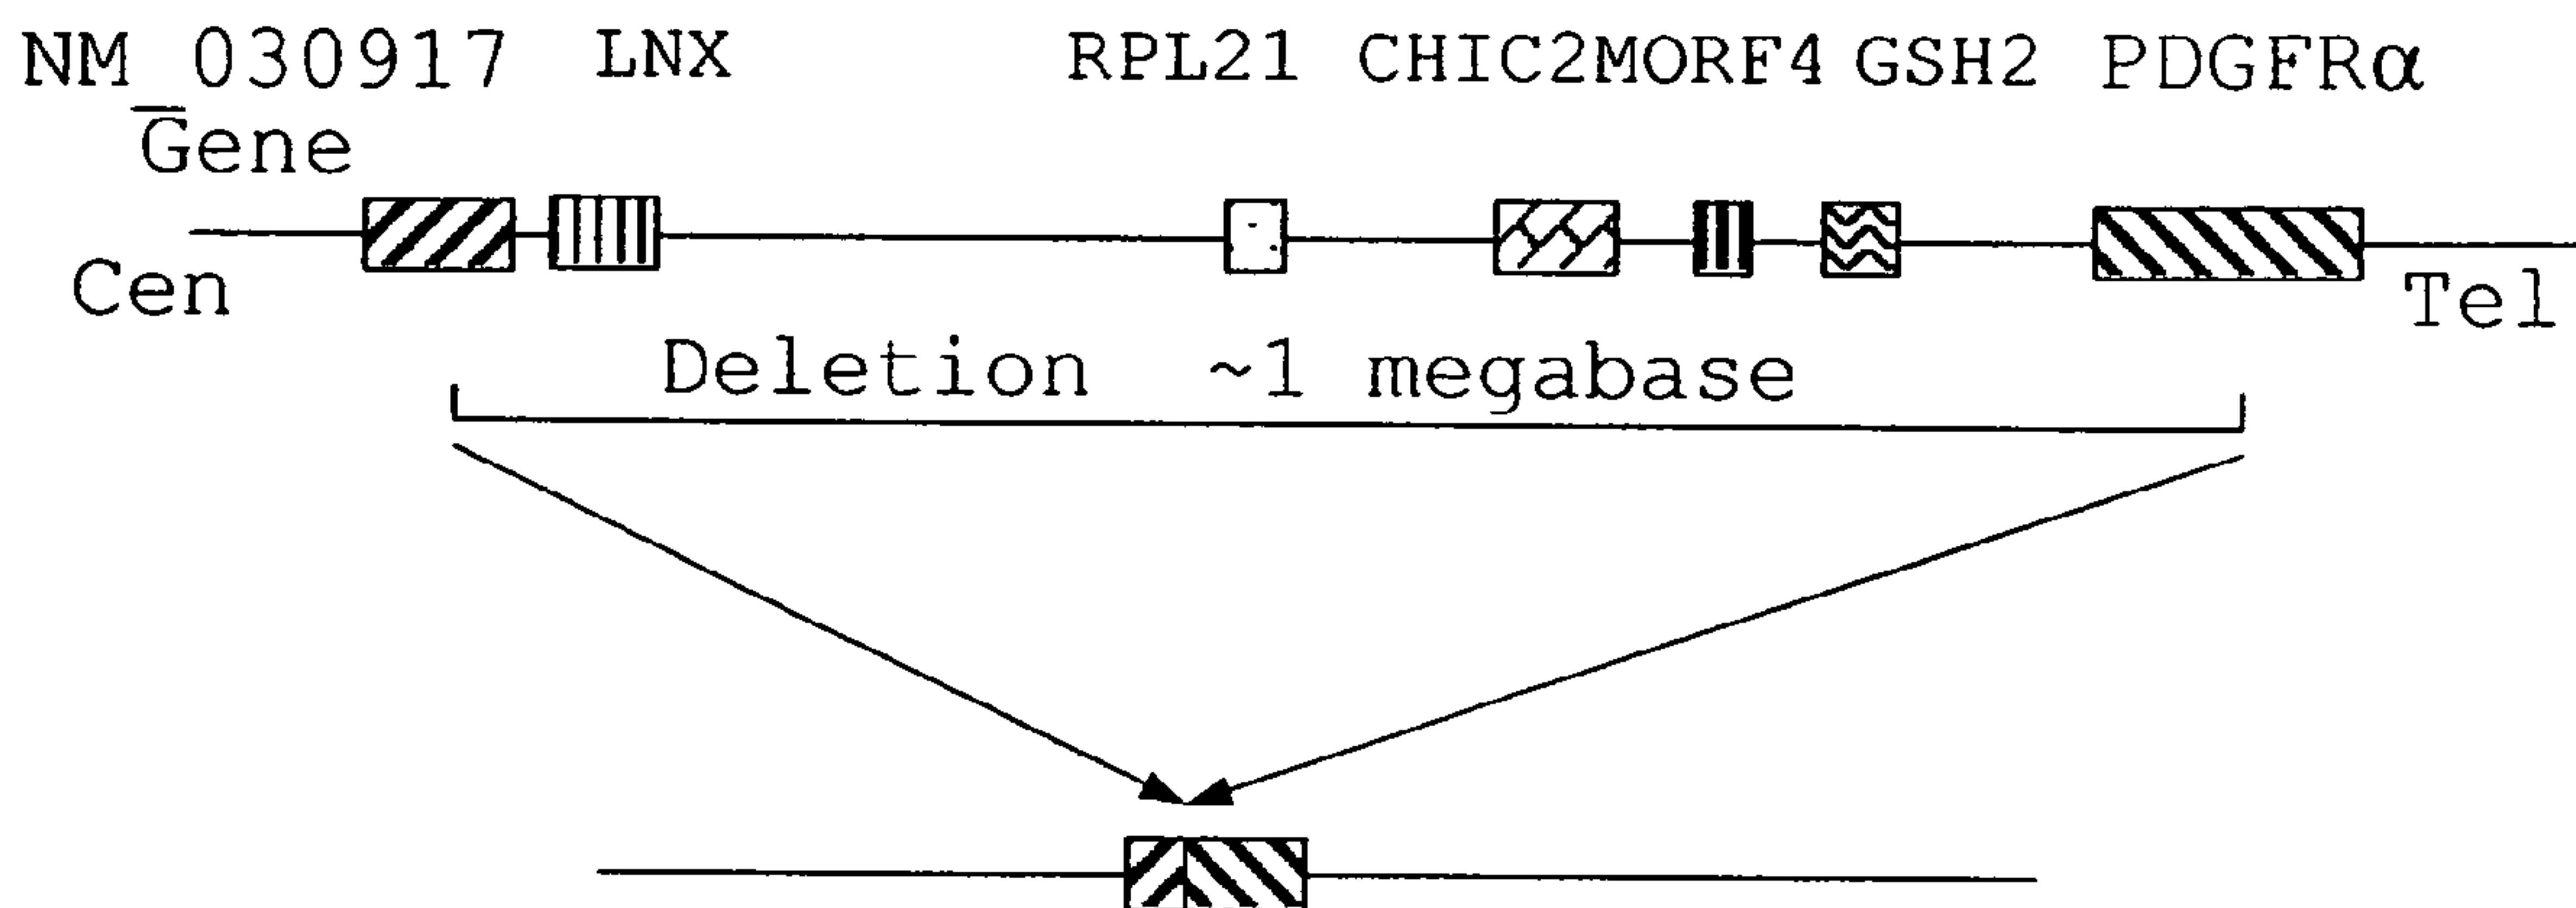 NM_030917 LNX RPL21 CHIC2MORF4 GSH2 PDGFRα
Gene
Cen Tel
Deletion ~1 megabase